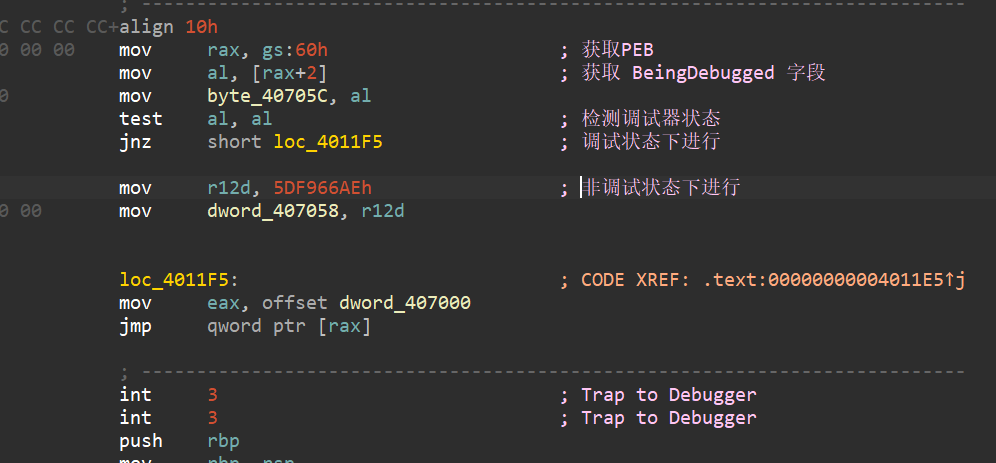 ; ---------------------------------------------------------------------------
C CC CC CC+align 10h
0 00 00 mov rax, gs:60h ; 获取PEB
mov al, [rax+2] ; 获取 BeingDebugged 字段
0 mov byte_40705C, al
test al, al ; 检测调试器状态
jnz short loc_4011F5 ; 调试状态下进行
mov r12d, 5DF966AEh ; 非调试状态下进行
0 00 mov dword_407058, r12d
loc_4011F5: ; CODE XREF: .text:00000000004011E5↑j
mov eax, offset dword_407000
jmp qword ptr [rax]
; ---------------------------------------------------------------------------
int 3 ; Trap to Debugger
int 3 ; Trap to Debugger
push rbp
mov rbp, rsp